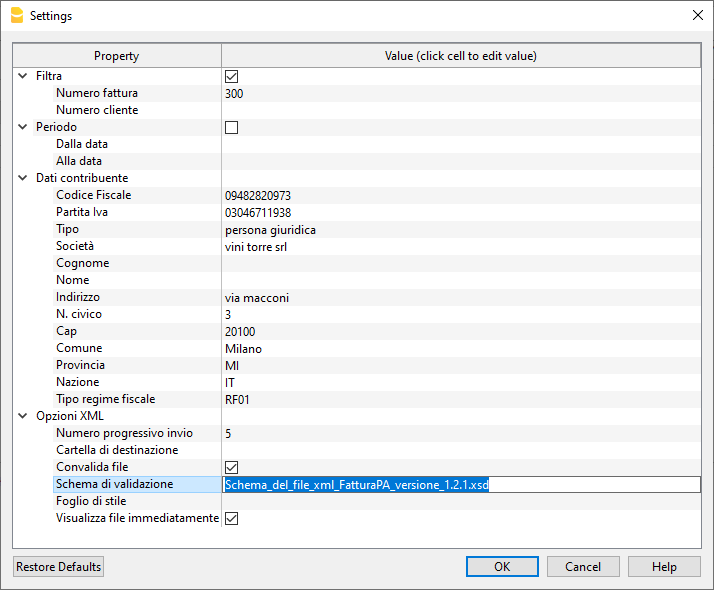 Settings
Property Value (click cell to edit value)
Filtra
Numero fattura 300
Numero cliente
Periodo
Dalla data
Alla data
Dati contribuente
Codice Fiscale 09482820973
Partita Iva 03046711938
Tipo persona giuridica
Società vini torre srl
Cognome
Nome
Indirizzo via macconi
N. civico 3
Cap 20100
Comune Milano
Provincia MI
Nazione IT
Tipo regime fiscale RF01
Opzioni XML
Numero progressivo invio 5
Cartella di destinazione
Convalida file
Schema di validazione Schema_del_file_xml_FatturaPA_versione_1.2.1.xsd
Foglio di stile
Visualizza file immediatamente
Restore Defaults OK Cancel Help